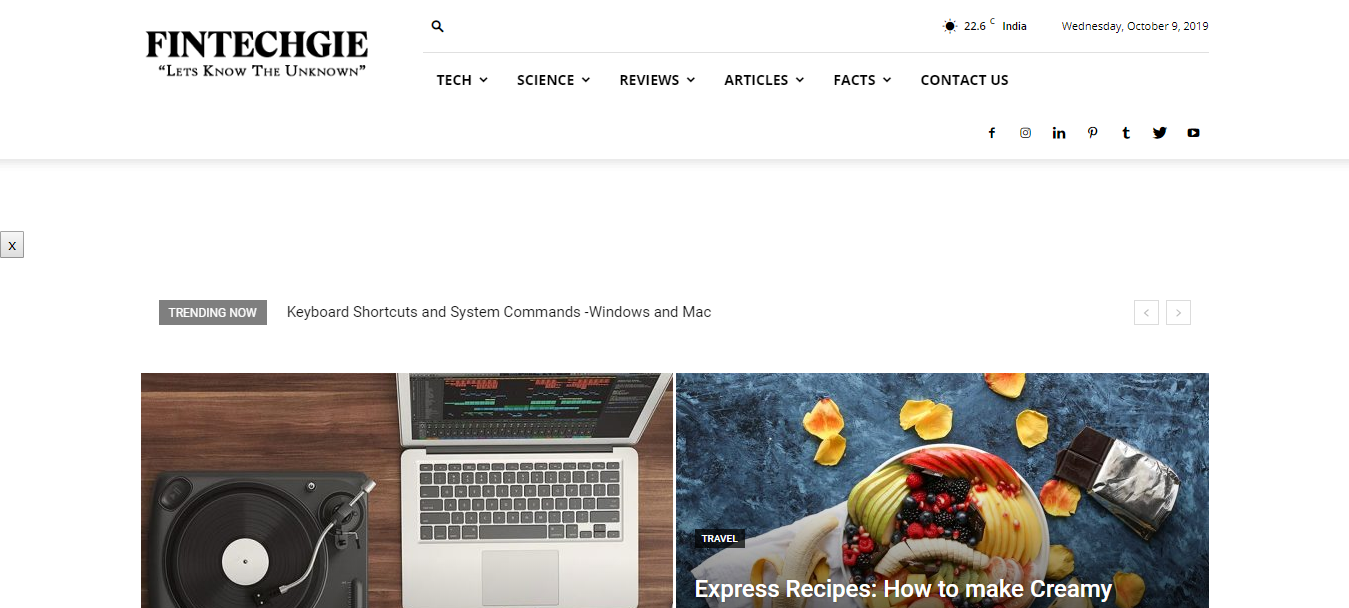 FINTECHGIE
“LETS KNOW THE UNKNOWN”
22.6 C India
Wednesday, October 9, 2019
TECH SCIENCE REVIEWS ARTICLES FACTS CONTACT US
x
TRENDING NOW Keyboard Shortcuts and System Commands -Windows and Mac
TRAVEL
Express Recipes: How to make Creamy